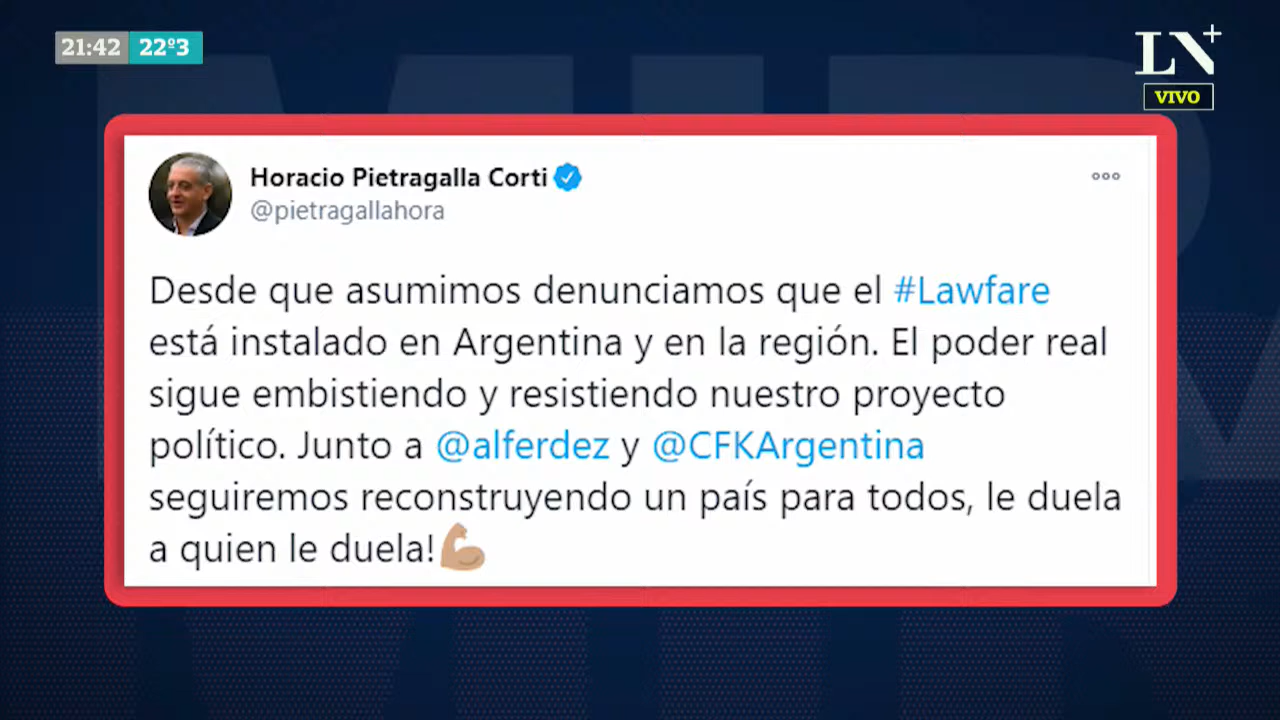 21:42 22º3
LN+
VIVO
Horacio Pietragalla Corti
@pietragallahora
Desde que asumimos denunciamos que el #Lawfare
está instalado en Argentina y en la región. El poder real
sigue embistiendo y resistiendo nuestro proyecto
político. Junto a @alferdez y @CFKArgentina
seguiremos reconstruyendo un país para todos, le duela
a quien le duela!💪🏽